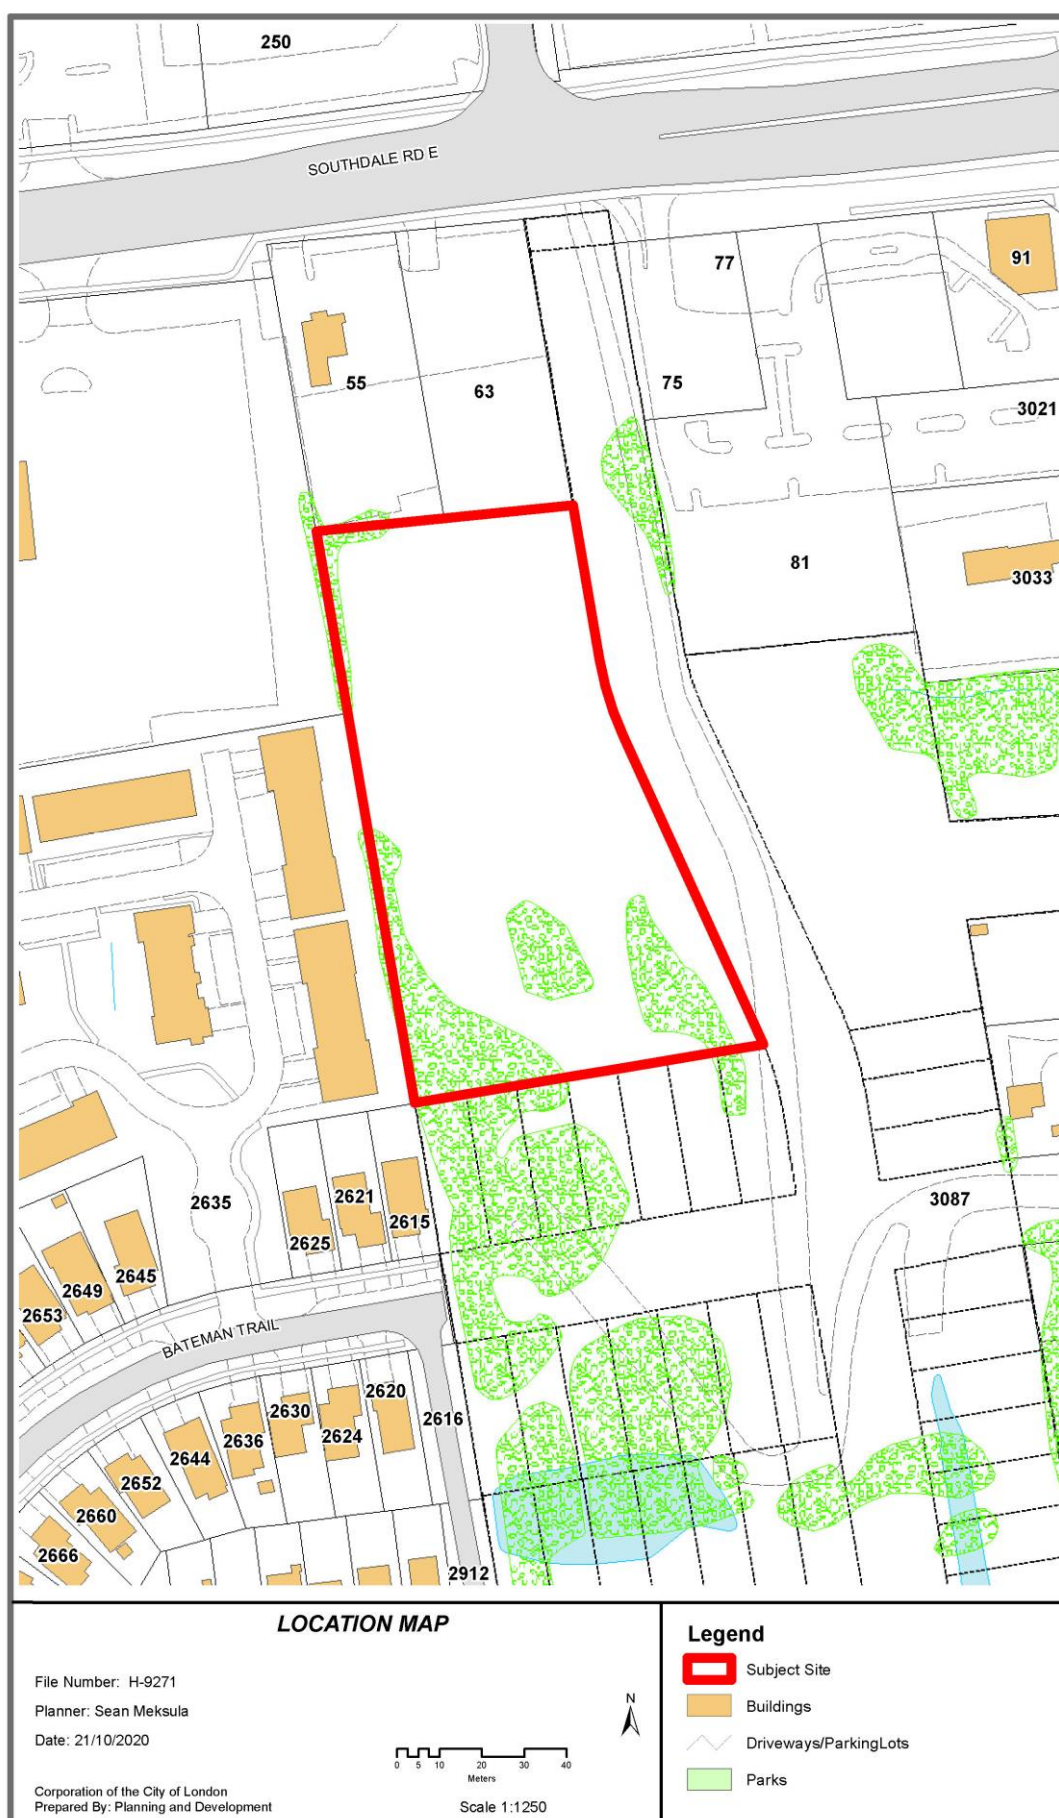 250
SOUTHDALE RD E
77
91
55
63
75
3021
81
3033
2635
2625
2621
2615
3087
2645
2649
2653
BATEMAN TRAIL
2620
2630
2624
2616
2636
2644
2652
2660
2666
2912
LOCATION MAP
File Number: H-9271
Planner: Sean Meksula
Date: 21/10/2020
Corporation of the City of London
Prepared By: Planning and Development
N
0 5 10 20 30 40
Meters
Scale 1:1250
Legend
Subject Site
Buildings
Driveways/ParkingLots
Parks